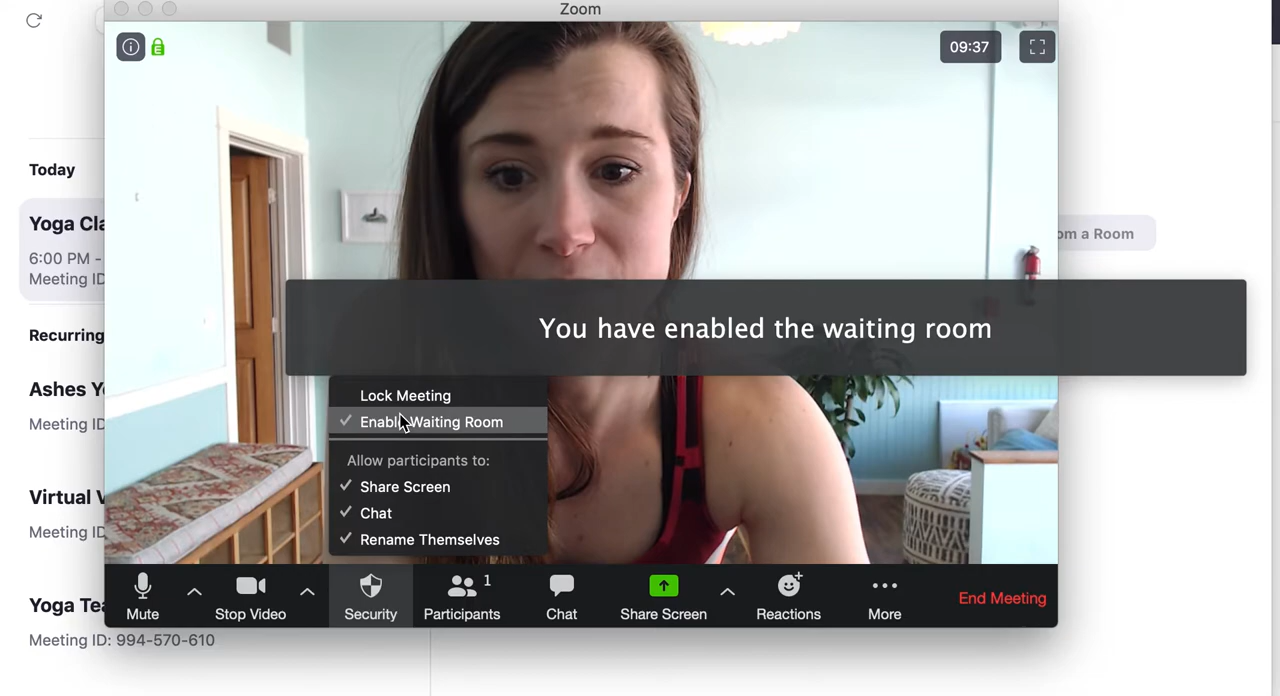 Zoom
09:37
Today
Yoga Cla
6:00 PM -
Meeting ID
om a Room
Recurring
Ashes Y
Meeting ID
Virtual V
Meeting ID
Yoga Tea
Meeting ID: 994-570-610
You have enabled the waiting room
Lock Meeting
Enable Waiting Room
Allow participants to:
Share Screen
Chat
Rename Themselves
1
Mute
Stop Video
Security
Participants
Chat
Share Screen
Reactions
More
End Meeting